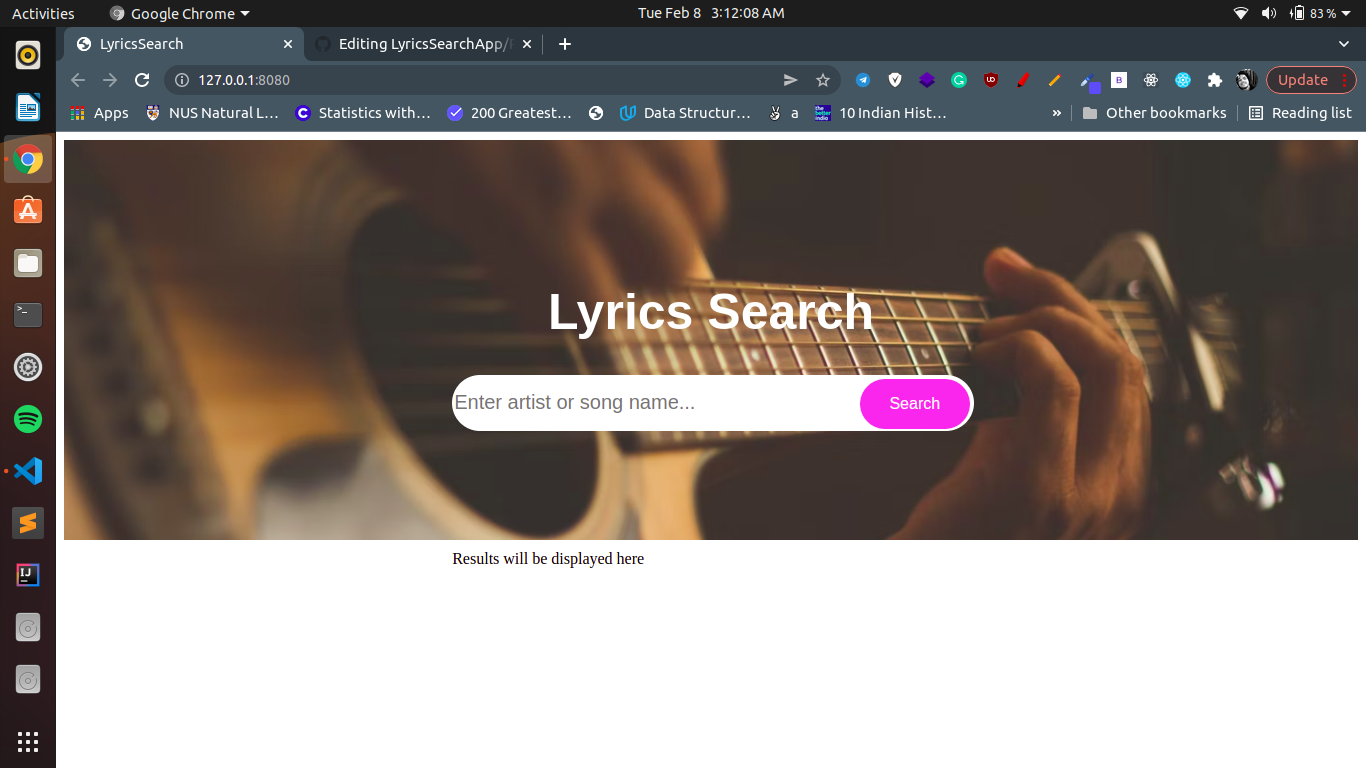 Activities Google Chrome Tue Feb 8 3:12:08 AM 83 %
LyricsSearch Editing LyricsSearchApp/
127.0.0.1:8080 Update
Apps NUS Natural L… Statistics with… 200 Greatest… Data Structur… a 10 Indian Hist… » Other bookmarks Reading list
Lyrics Search
Enter artist or song name... Search
Results will be displayed here